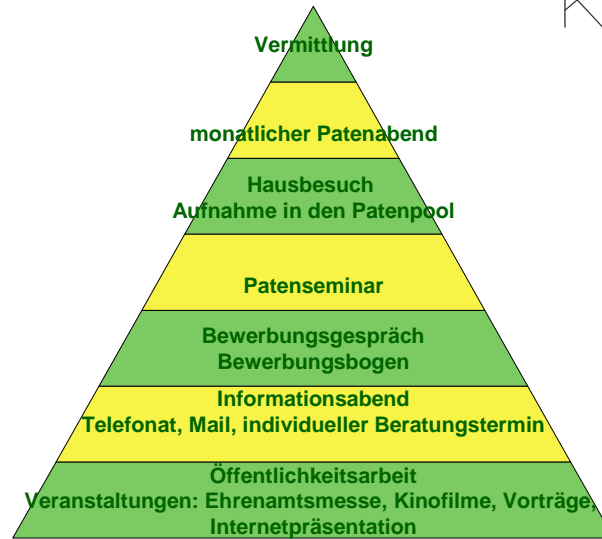 Vermittlung
monatlicher Patenabend
Hausbesuch
Aufnahme in den Patenpool
Patenseminar
Bewerbungsgespräch
Bewerbungsbogen
Informationsabend
Telefonat, Mail, individueller Beratungstermin
Öffentlichkeitsarbeit
Veranstaltungen: Ehrenamtsmesse, Kinofilme, Vorträge,
Internetpräsentation